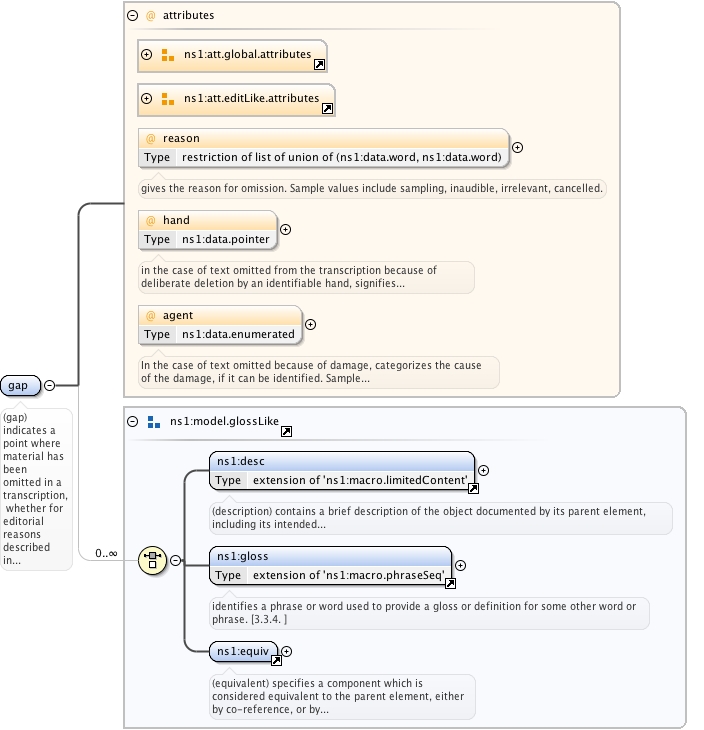 attributes
ns1:att.global.attributes
ns1:att.editLike.attributes
reason
Type restriction of list of union of (ns1:data.word, ns1:data.word)
gives the reason for omission. Sample values include sampling, inaudible, irrelevant, cancelled.
hand
Type ns1:data.pointer
in the case of text omitted from the transcription because of
deliberate deletion by an identifiable hand, signifies...
agent
Type ns1:data.enumerated
In the case of text omitted because of damage, categorizes the cause
of the damage, if it can be identified. Sample...
gap
(gap)
indicates a
point where
material has
been
omitted in a
transcription,
whether for
editorial
reasons
described
in...
0..∞
ns1:model.glossLike
ns1:desc
Type extension of 'ns1:macro.limitedContent'
(description) contains a brief description of the object documented by its parent element,
including its intended...
ns1:gloss
Type extension of 'ns1:macro.phraseSeq'
identifies a phrase or word used to provide a gloss or definition for some other word or
phrase. [3.3.4. ]
ns1:equiv
(equivalent) specifies a component which is
considered equivalent to the parent element, either
by co-reference, or by...